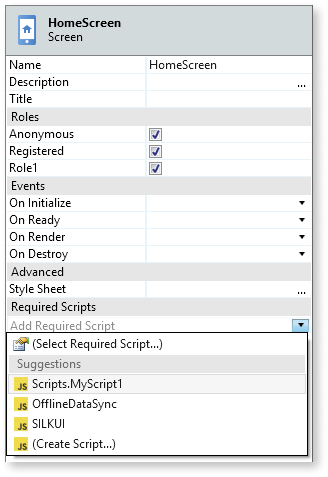 HomeScreen
Screen
Name HomeScreen
Description ...
Title
Roles
Anonymous
Registered
Role1
Events
On Initialize
On Ready
On Render
On Destroy
Advanced
Style Sheet ...
Required Scripts
Add Required Script
(Select Required Script...)
Suggestions
JS Scripts.MyScript1
JS OfflineDataSync
JS SILKUI
JS (Create Script...)